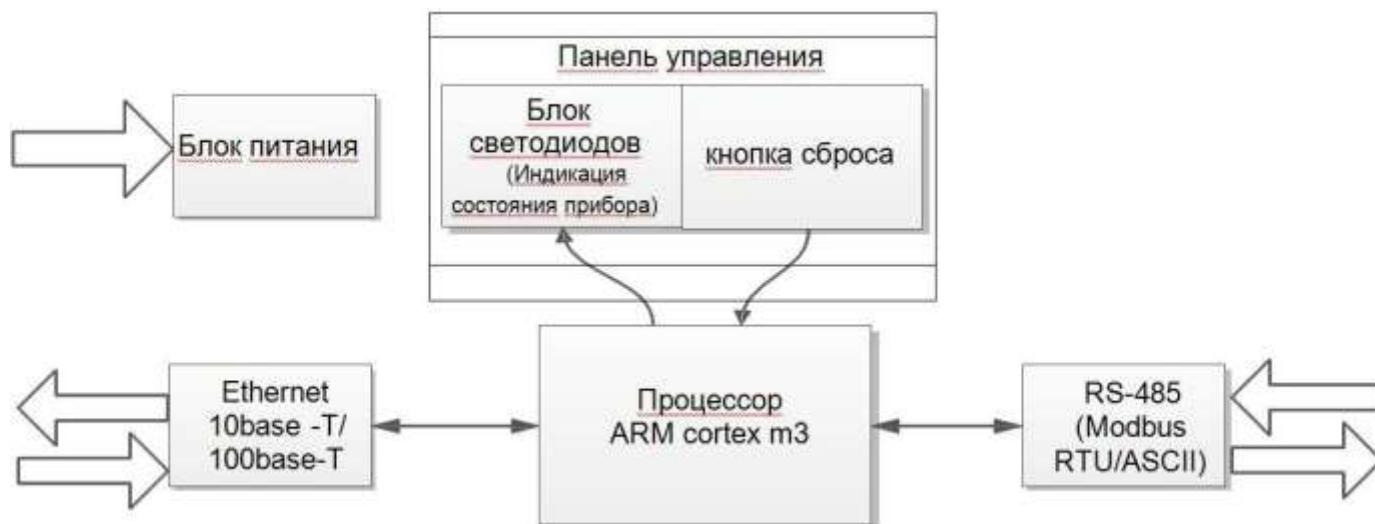 Панель управления
Блок питания
Блок
светодиодов
(Индикация
состояния прибора)
кнопка сброса
Ethernet
10base -T/
100base-T
Процессор
ARM cortex m3
RS-485
(Modbus
RTU/ASCII)